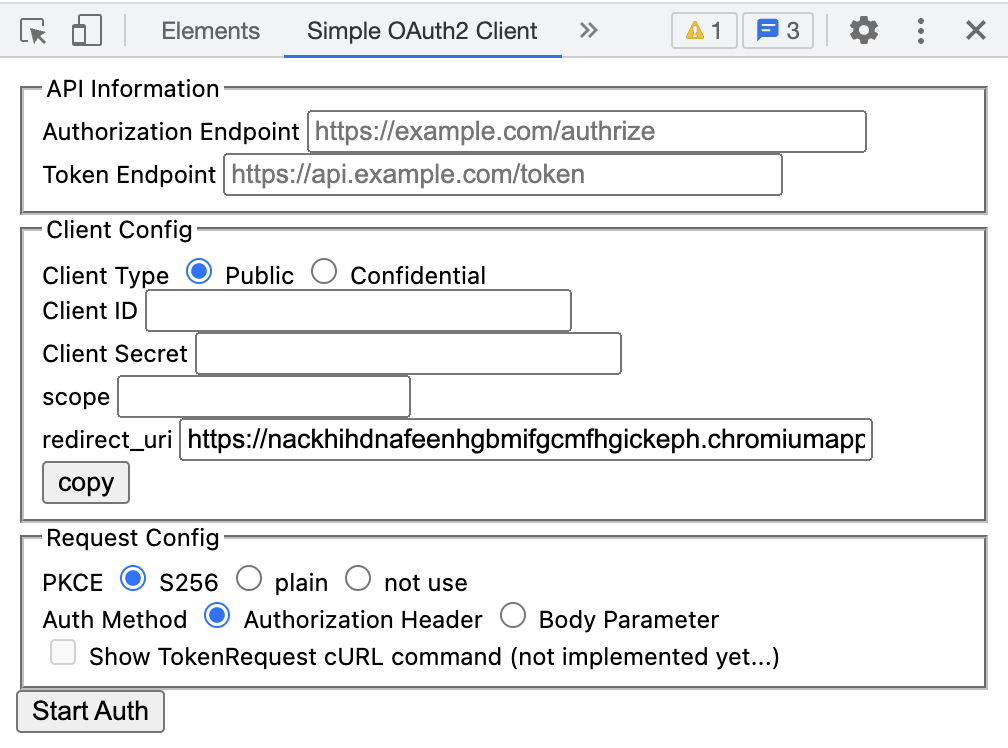 Elements Simple OAuth2 Client 1 3
API Information
Authorization Endpoint https://example.com/authrize
Token Endpoint https://api.example.com/token
Client Config
Client Type Public Confidential
Client ID
Client Secret
scope
redirect_uri https://nackhihdnafeenhgbmifgcmfhgickeph.chromiumapp
copy
Request Config
PKCE S256 plain not use
Auth Method Authorization Header Body Parameter
Show TokenRequest cURL command (not implemented yet...)
Start Auth